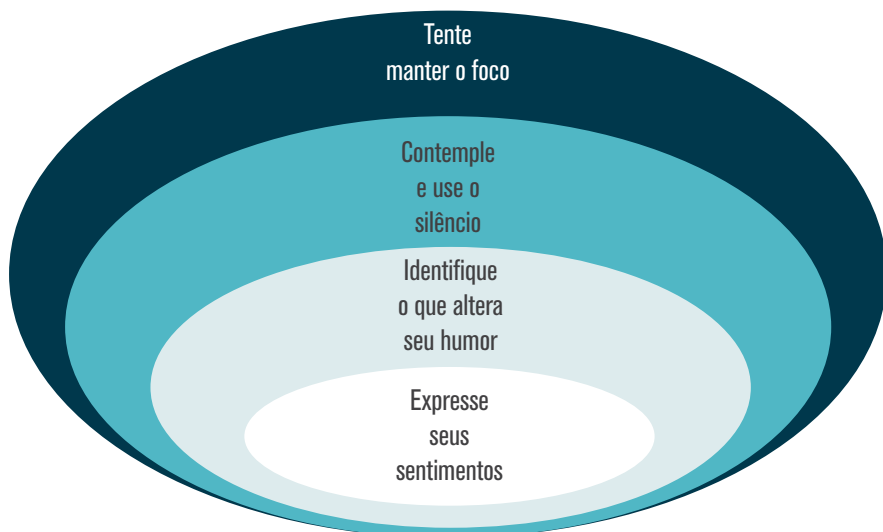 Tente
manter o foco
Contemple
e use o
silêncio
Identifique
o que altera
seu humor
Expresse
seus
sentimentos